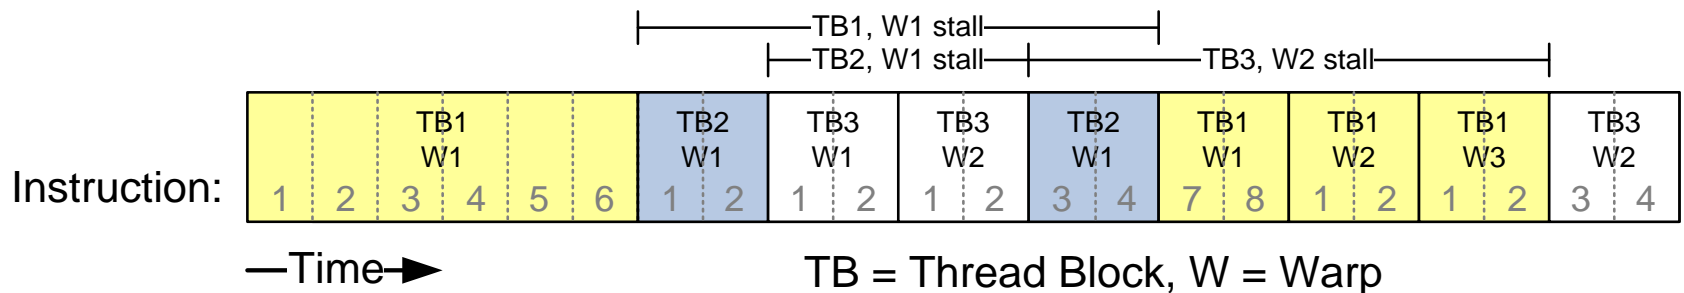 TB1, W1 stall
TB2, W1 stall TB3, W2 stall
TB1 TB2 TB3 TB3 TB2 TB1 TB1 TB1 TB3
W1 W1 W1 W2 W1 W1 W2 W3 W2
Instruction: 1 2 3 4 5 6 1 2 1 2 1 2 3 4 7 8 1 2 1 2 3 4
Time
TB = Thread Block, W = Warp